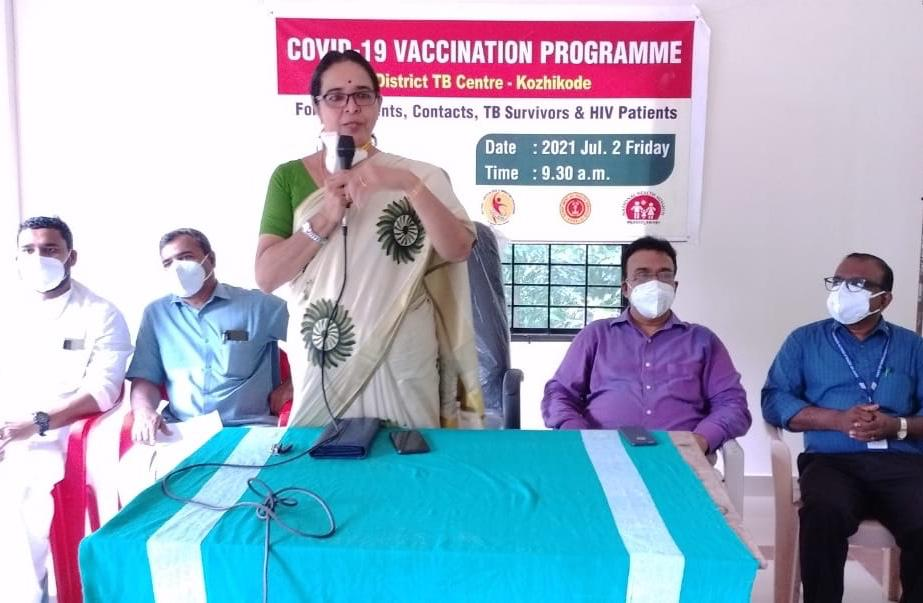 COVID-19 VACCINATION PROGRAMME
District TB Centre - Kozhikode
Contacts, TB Survivors & HIV Patients
Date : 2021 Jul. 2 Friday
Time : 9.30 a.m.